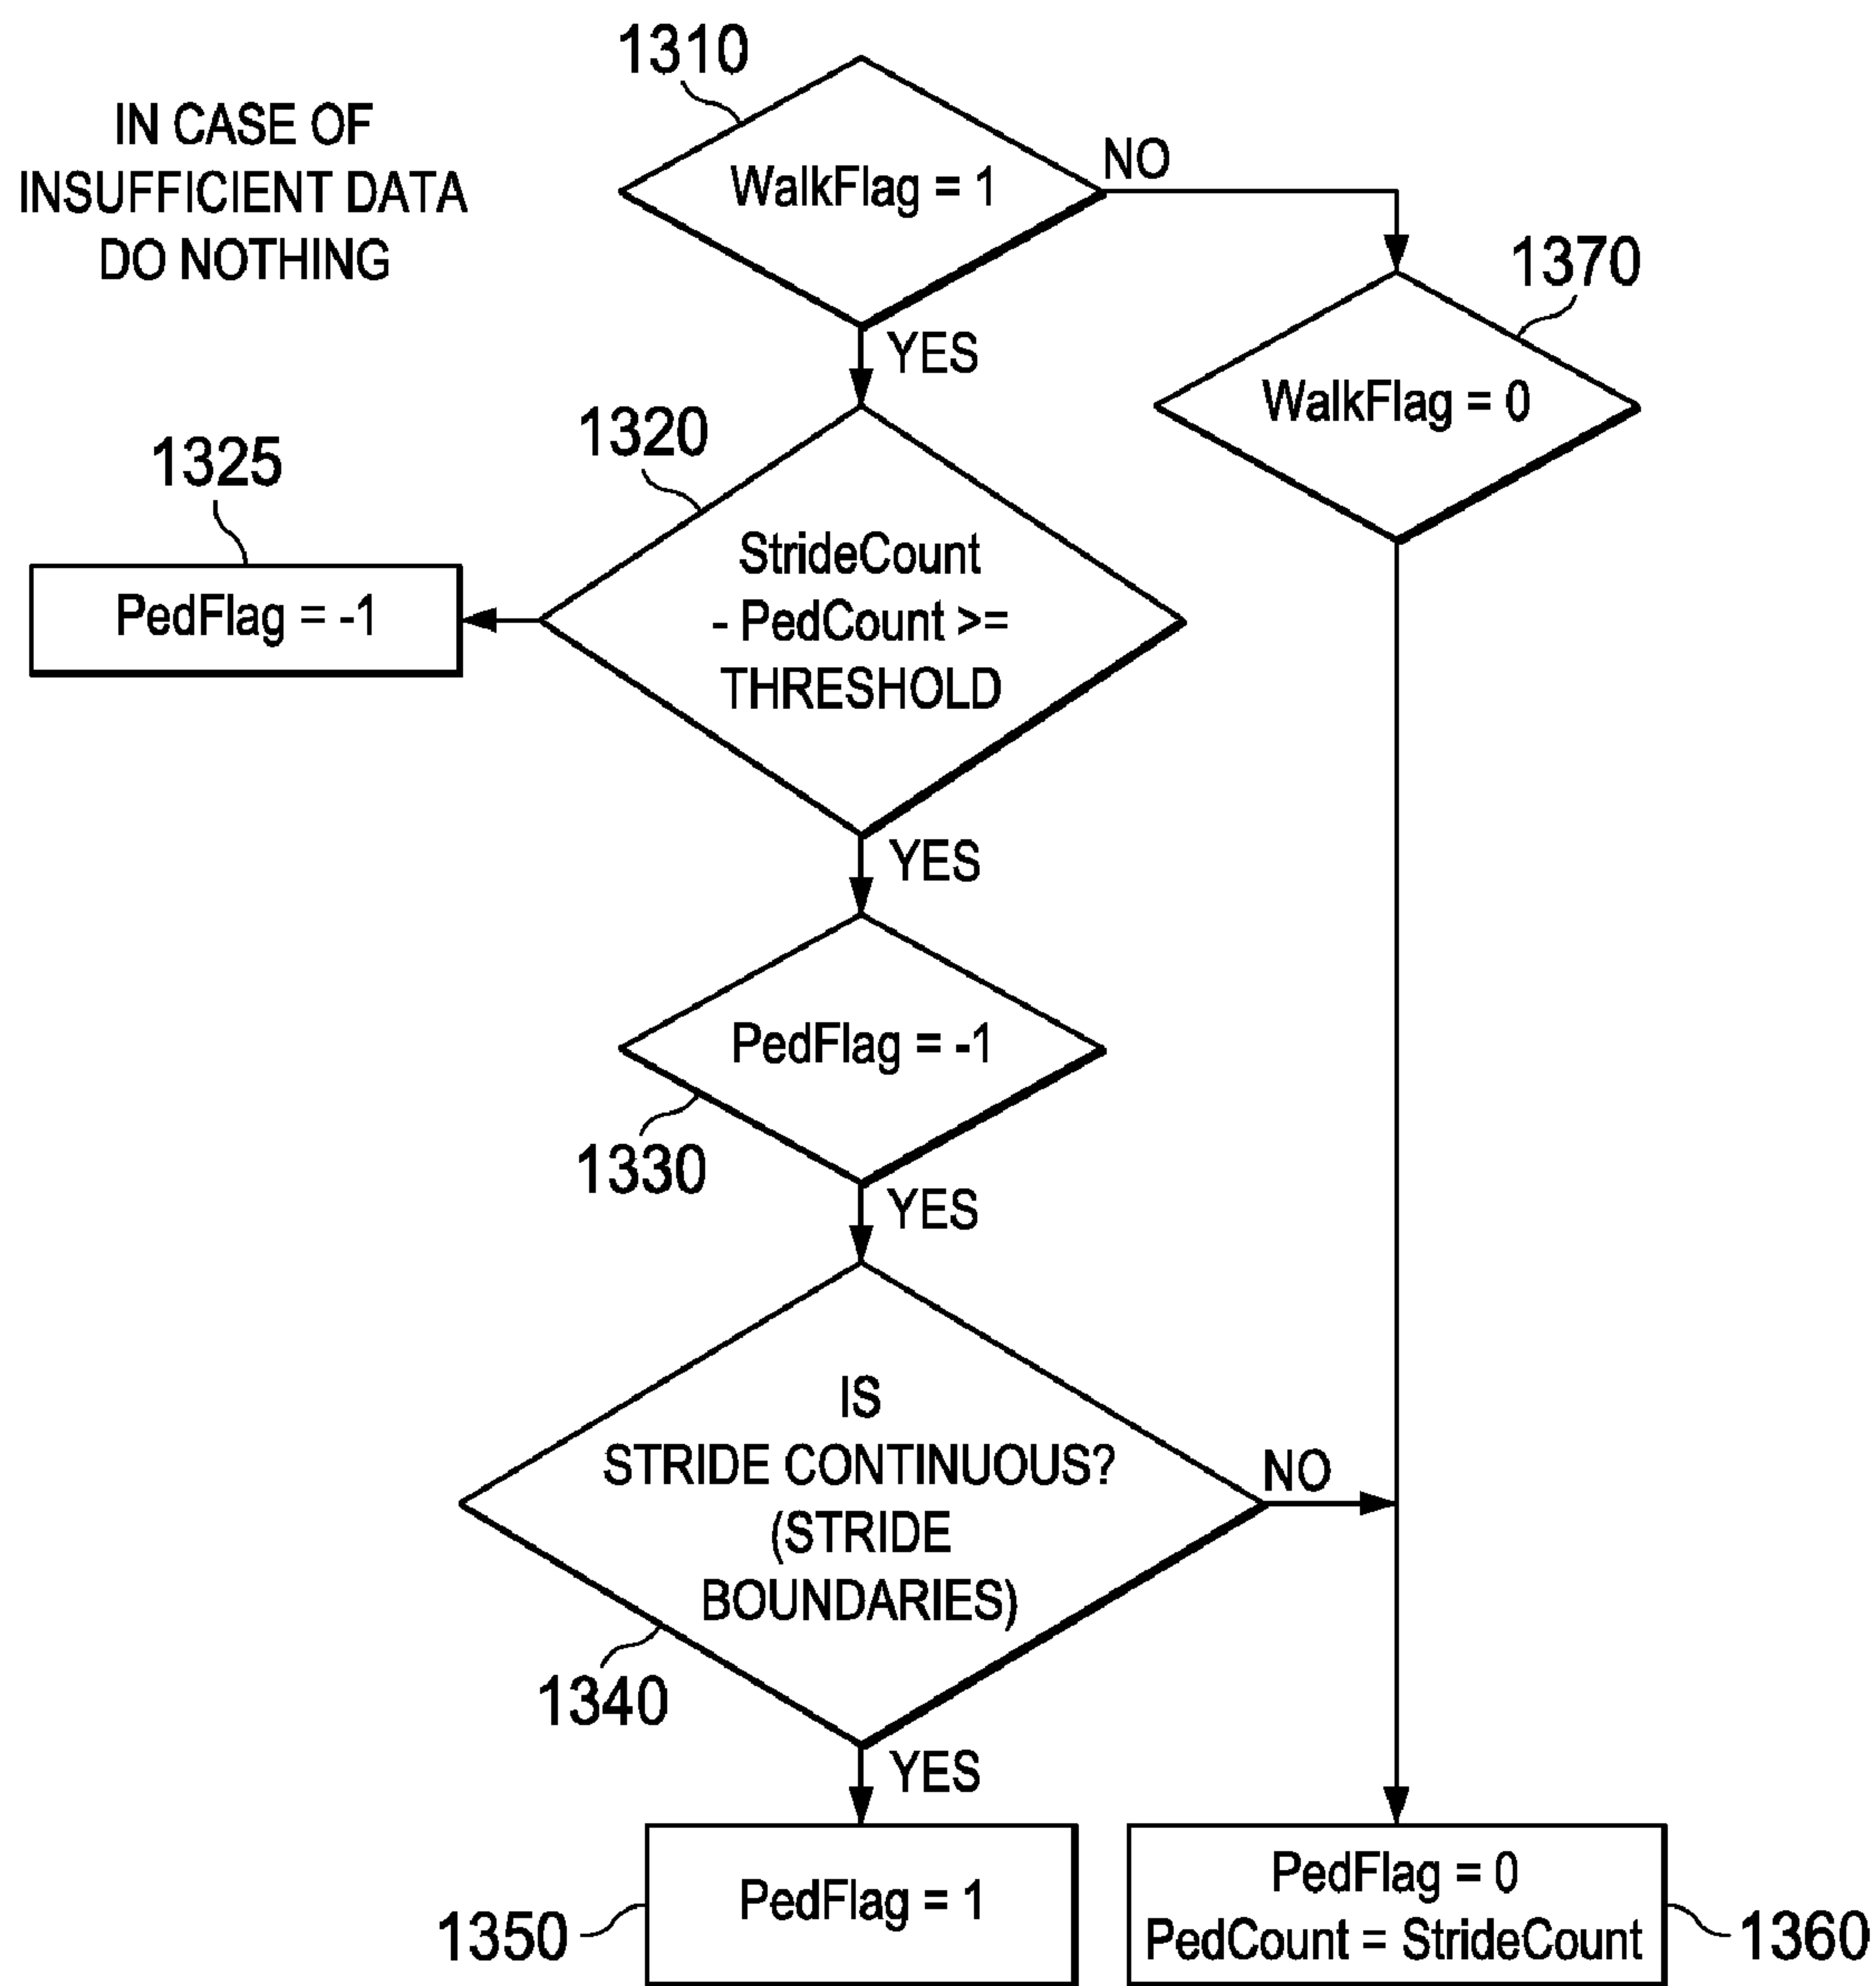 1310
IN CASE OF
INSUFFICIENT DATA
DO NOTHING
WalkFlag = 1
NO
1370
YES
WalkFlag = 0
1320
1325
StrideCount
- PedCount >=
THRESHOLD
PedFlag = -1
YES
PedFlag = -1
1330
YES
IS
STRIDE CONTINUOUS?
(STRIDE
BOUNDARIES)
NO
1340
YES
PedFlag = 1
1350
PedFlag = 0
PedCount = StrideCount
1360